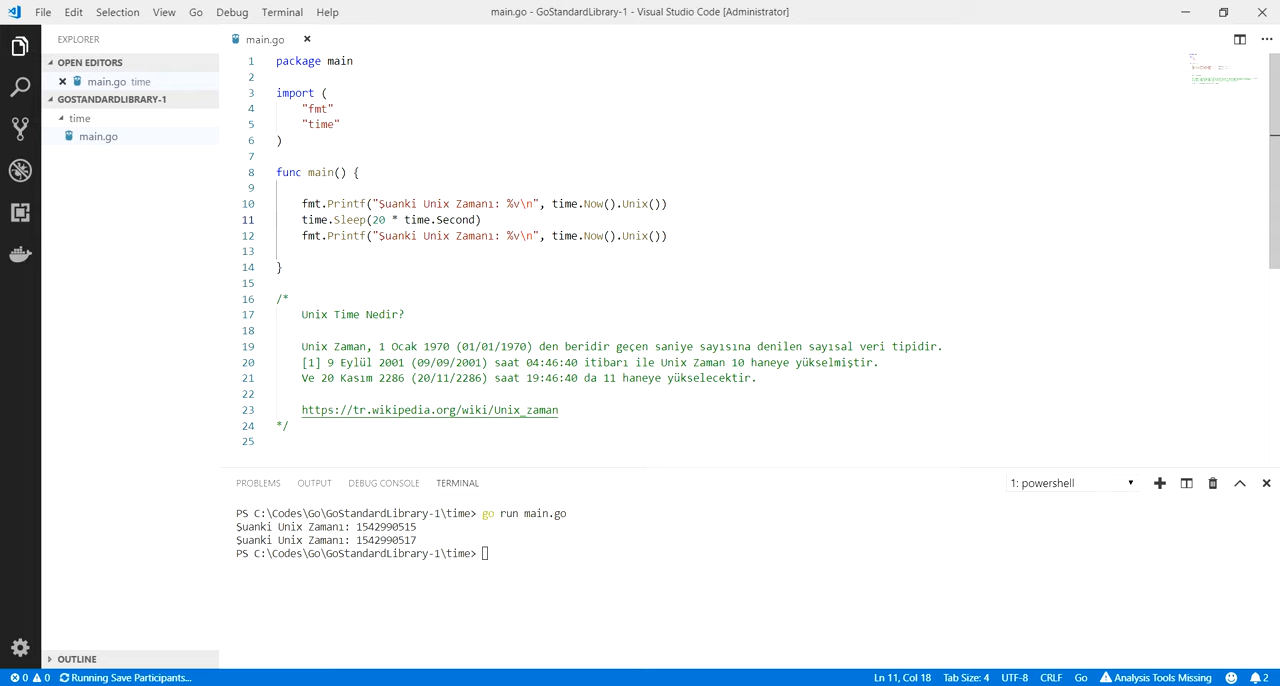 File Edit Selection View Go Debug Terminal Help
main.go - GoStandardLibrary-1 - Visual Studio Code [Administrator]
EXPLORER
OPEN EDITORS
main.go time
GOSTANDARDLIBRARY-1
time
main.go
OUTLINE
main.go
1 package main
2
3 import (
4 "fmt"
5 "time"
6 )
7
8 func main() {
9
10 fmt.Printf("Şuanki Unix Zamanı: %v\n", time.Now().Unix())
11 time.Sleep(20 * time.Second)
12 fmt.Printf("Şuanki Unix Zamanı: %v\n", time.Now().Unix())
13
14 }
15
16 /*
17 Unix Time Nedir?
18
19 Unix Zaman, 1 Ocak 1970 (01/01/1970) den beridir geçen saniye sayısına denilen sayısal veri tipidir.
20 [1] 9 Eylül 2001 (09/09/2001) saat 04:46:40 itibarı ile Unix Zaman 10 haneye yükselmiştir.
21 Ve 20 Kasım 2286 (20/11/2286) saat 19:46:40 da 11 haneye yükselecektir.
22
23 https://tr.wikipedia.org/wiki/Unix_zaman
24 */
25
PROBLEMS OUTPUT DEBUG CONSOLE TERMINAL
1: powershell
PS C:\Codes\Go\GoStandardLibrary-1\time> go run main.go
Şuanki Unix Zamanı: 1542990515
Şuanki Unix Zamanı: 1542990517
PS C:\Codes\Go\GoStandardLibrary-1\time>
0 0 Running Save Participants...
Ln 11, Col 18 Tab Size: 4 UTF-8 CRLF Go Analysis Tools Missing 2